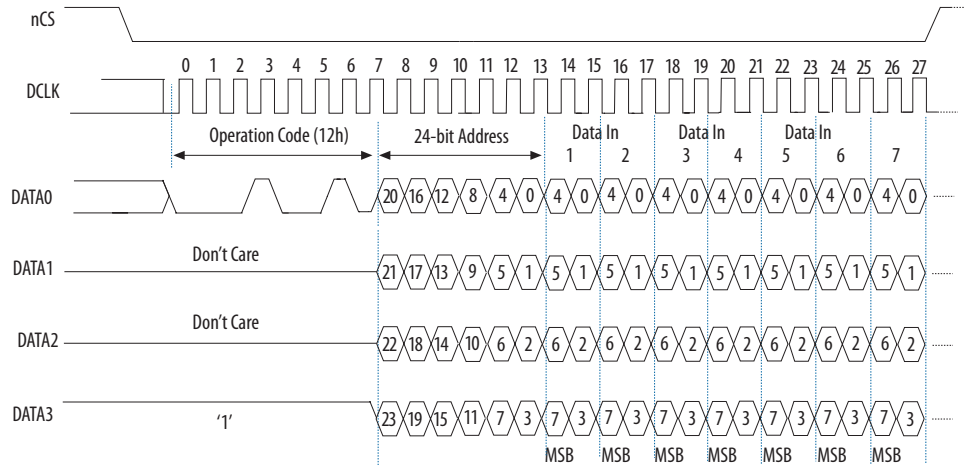 nCS
0 1 2 3 4 5 6 7 8 9 10 11 12 13 14 15 16 17 18 19 20 21 22 23 24 25 26 27
DCLK
Operation Code (12h) 24-bit Address Data In Data In Data In
1 2 3 4 5 6 7
DATA0 20 16 12 8 4 0 4 0 4 0 4 0 4 0 4 0 4 0 4 0
Don’t Care
DATA1 21 17 13 9 5 1 5 1 5 1 5 1 5 1 5 1 5 1 5 1
Don’t Care
DATA2 22 18 14 10 6 2 6 2 6 2 6 2 6 2 6 2 6 2 6 2
DATA3 ‘1’ 23 19 15 11 7 3 7 3 7 3 7 3 7 3 7 3 7 3 7 3
MSB MSB MSB MSB MSB MSB MSB